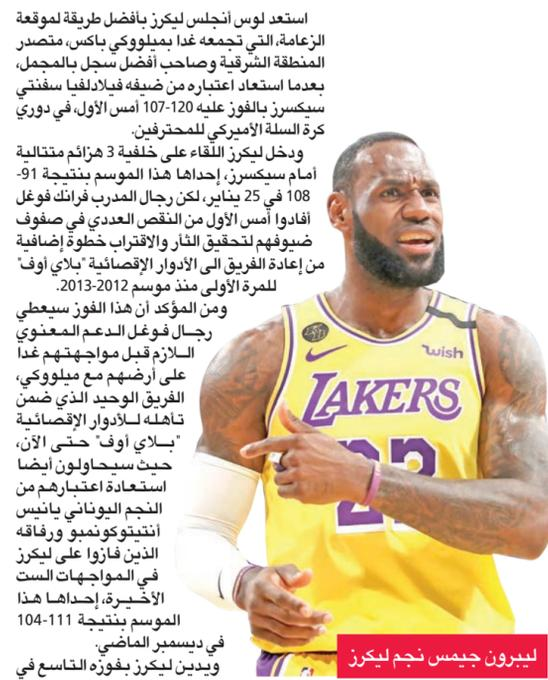 استعد لوس أنجلس ليكرز بأفضل طريقة لموقعة
الزعامة، التي تجمعه غدا بميلووكي باكس، متصدر
المنطقة الشرقية وصاحب أفضل سجل بالمجمل،
بعدما استعاد اعتباره من ضيفه فيلادلفيا سفنتي
سيكسرز بالفوز عليه 120-107 أمس الأول، في دوري
كرة السلة الأميركي للمحترفين.
ودخل ليكرز اللقاء على خلفية 3 هزائم متتالية
أمام سيكسرز، إحداها هذا الموسم بنتيجة 91-
108 في 25 يناير، لكن رجال المدرب فرانك فوغل
أفادوا أمس الأول من النقص العددي في صفوف
ضيوفهم لتحقيق الثأر والاقتراب خطوة إضافية
من إعادة الفريق الى الأدوار الإقصائية "بلاي أوف"
للمرة الأولى منذ موسم 2012-2013.
ومن المؤكد أن هذا الفوز سيعطي
رجال فوغل الدعم المعنوي
اللازم قبل مواجهتهم غدا
على أرضهم مع ميلووكي،
الفريق الوحيد الذي ضمن
تأهله للأدوار الإقصائية
"بلاي أوف" حتى الآن،
حيث سيحاولون أيضا
استعادة اعتبارهم من
النجم اليوناني يانيس
أنتيتوكونمبو ورفاقه
الذين فازوا على ليكرز
في المواجهات الست
الأخيرة، إحداها هذا
الموسم بنتيجة 111-104
في ديسمبر الماضي.
ويدين ليكرز بفوزه التاسع في
wish
LAKERS
ليبرون جيمس نجم ليكرز